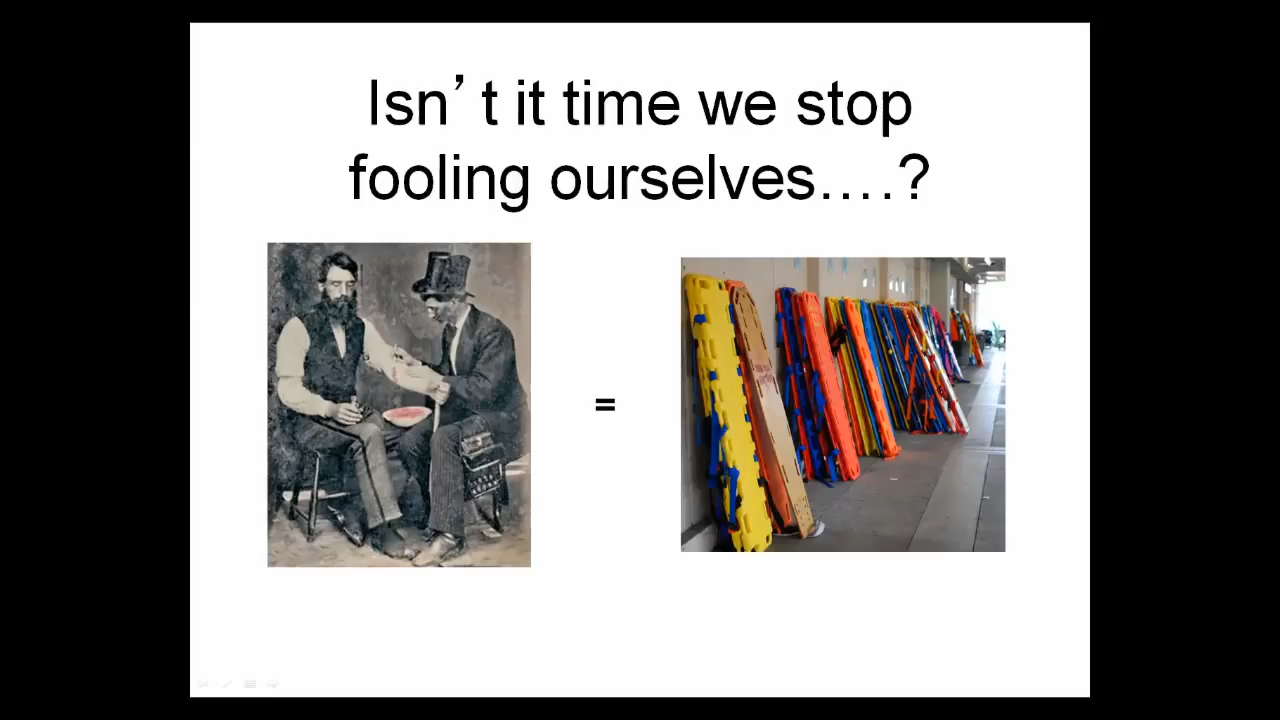 Isn’t it time we stop
fooling ourselves....?
=